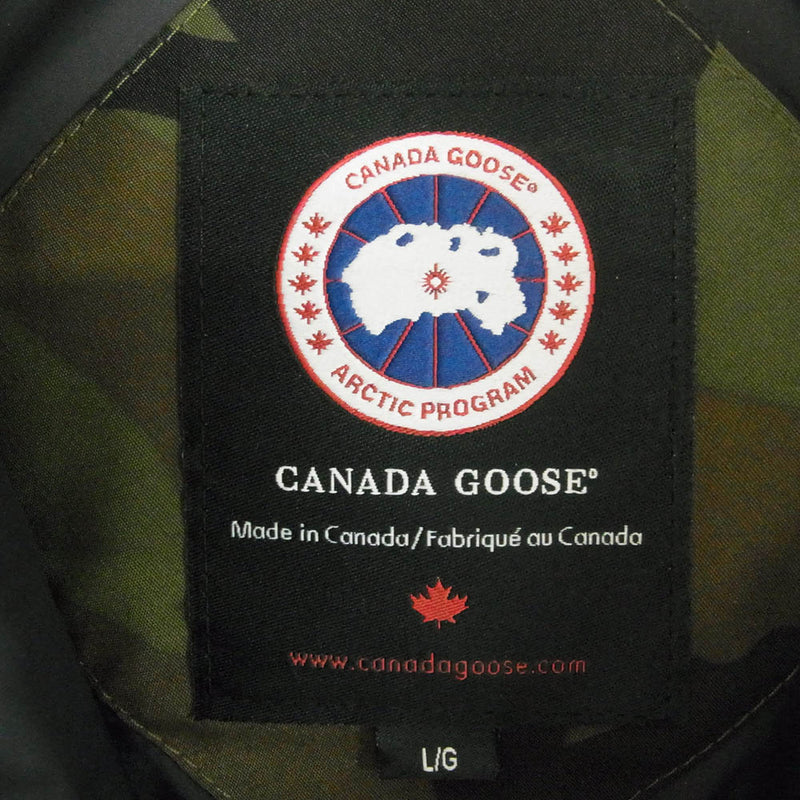 CANADA GOOSE®
ARCTIC PROGRAM
CANADA GOOSE®
Made in Canada/Fabriqué au Canada
www.canadagoose.com
L/G